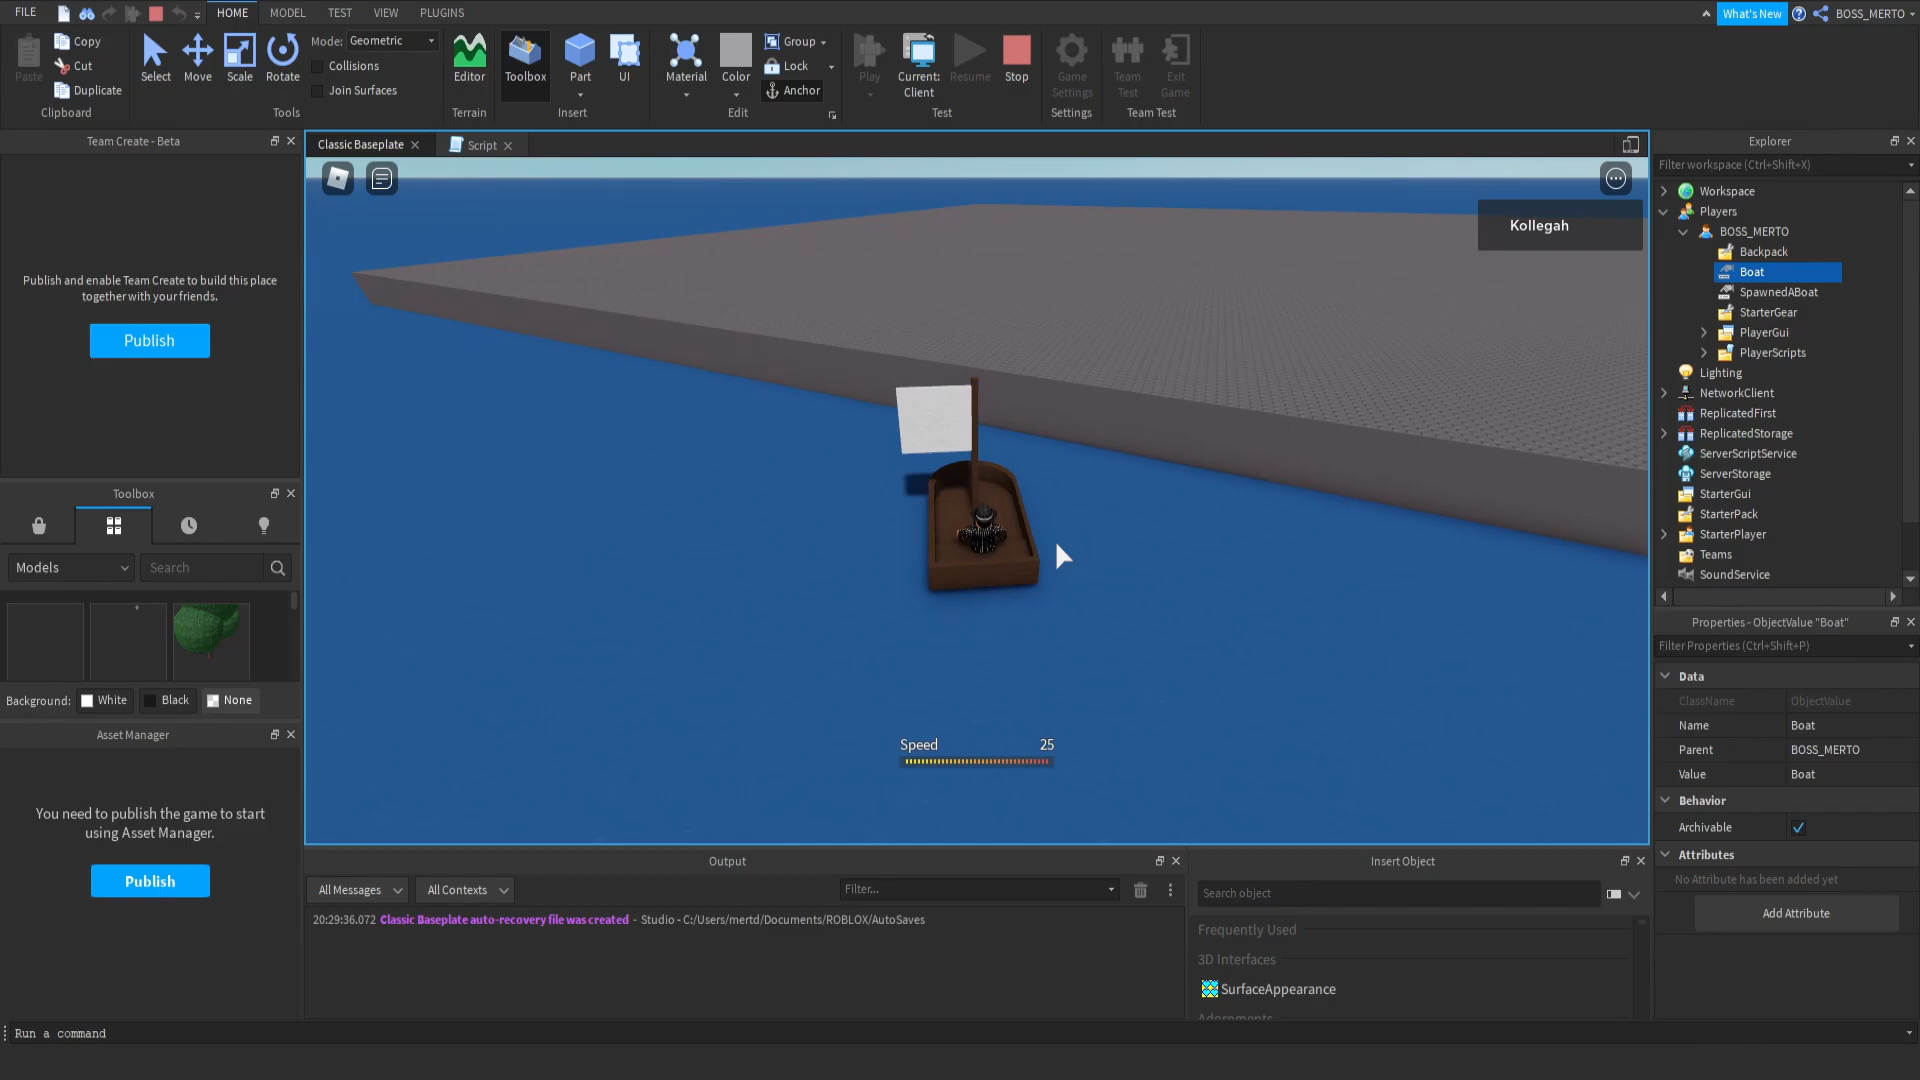 FILE
HOME
MODEL
TEST
VIEW
PLUGINS
What's New
BOSS_MERTO
Paste
Copy
Cut
Duplicate
Clipboard
Select
Move
Scale
Rotate
Mode: Geometric
Collisions
Join Surfaces
Tools
Editor
Terrain
Toolbox
Part
UI
Insert
Material
Color
Group
Lock
Anchor
Edit
Play
Current:
Client
Resume
Stop
Test
Game
Settings
Settings
Team
Test
Exit
Game
Team Test
Team Create - Beta
Publish and enable Team Create to build this place
together with your friends.
Publish
Toolbox
Models
Search
Background:
White
Black
None
Asset Manager
You need to publish the game to start
using Asset Manager.
Publish
Classic Baseplate
Script
Kollegah
Speed 25
Output
All Messages
All Contexts
Filter...
20:29:36.072 Classic Baseplate auto-recovery file was created - Studio - C:/Users/mertd/Documents/ROBLOX/AutoSaves
Insert Object
Search object
Frequently Used
3D Interfaces
SurfaceAppearance
Adornments
Explorer
Filter workspace (Ctrl+Shift+X)
Workspace
Players
BOSS_MERTO
Backpack
Boat
SpawnedABoat
StarterGear
PlayerGui
PlayerScripts
Lighting
NetworkClient
ReplicatedFirst
ReplicatedStorage
ServerScriptService
ServerStorage
StarterGui
StarterPack
StarterPlayer
Teams
SoundService
Properties - ObjectValue "Boat"
Filter Properties (Ctrl+Shift+P)
Data
ClassName ObjectValue
Name Boat
Parent BOSS_MERTO
Value Boat
Behavior
Archivable
Attributes
No Attribute has been added yet
Add Attribute
Run a command